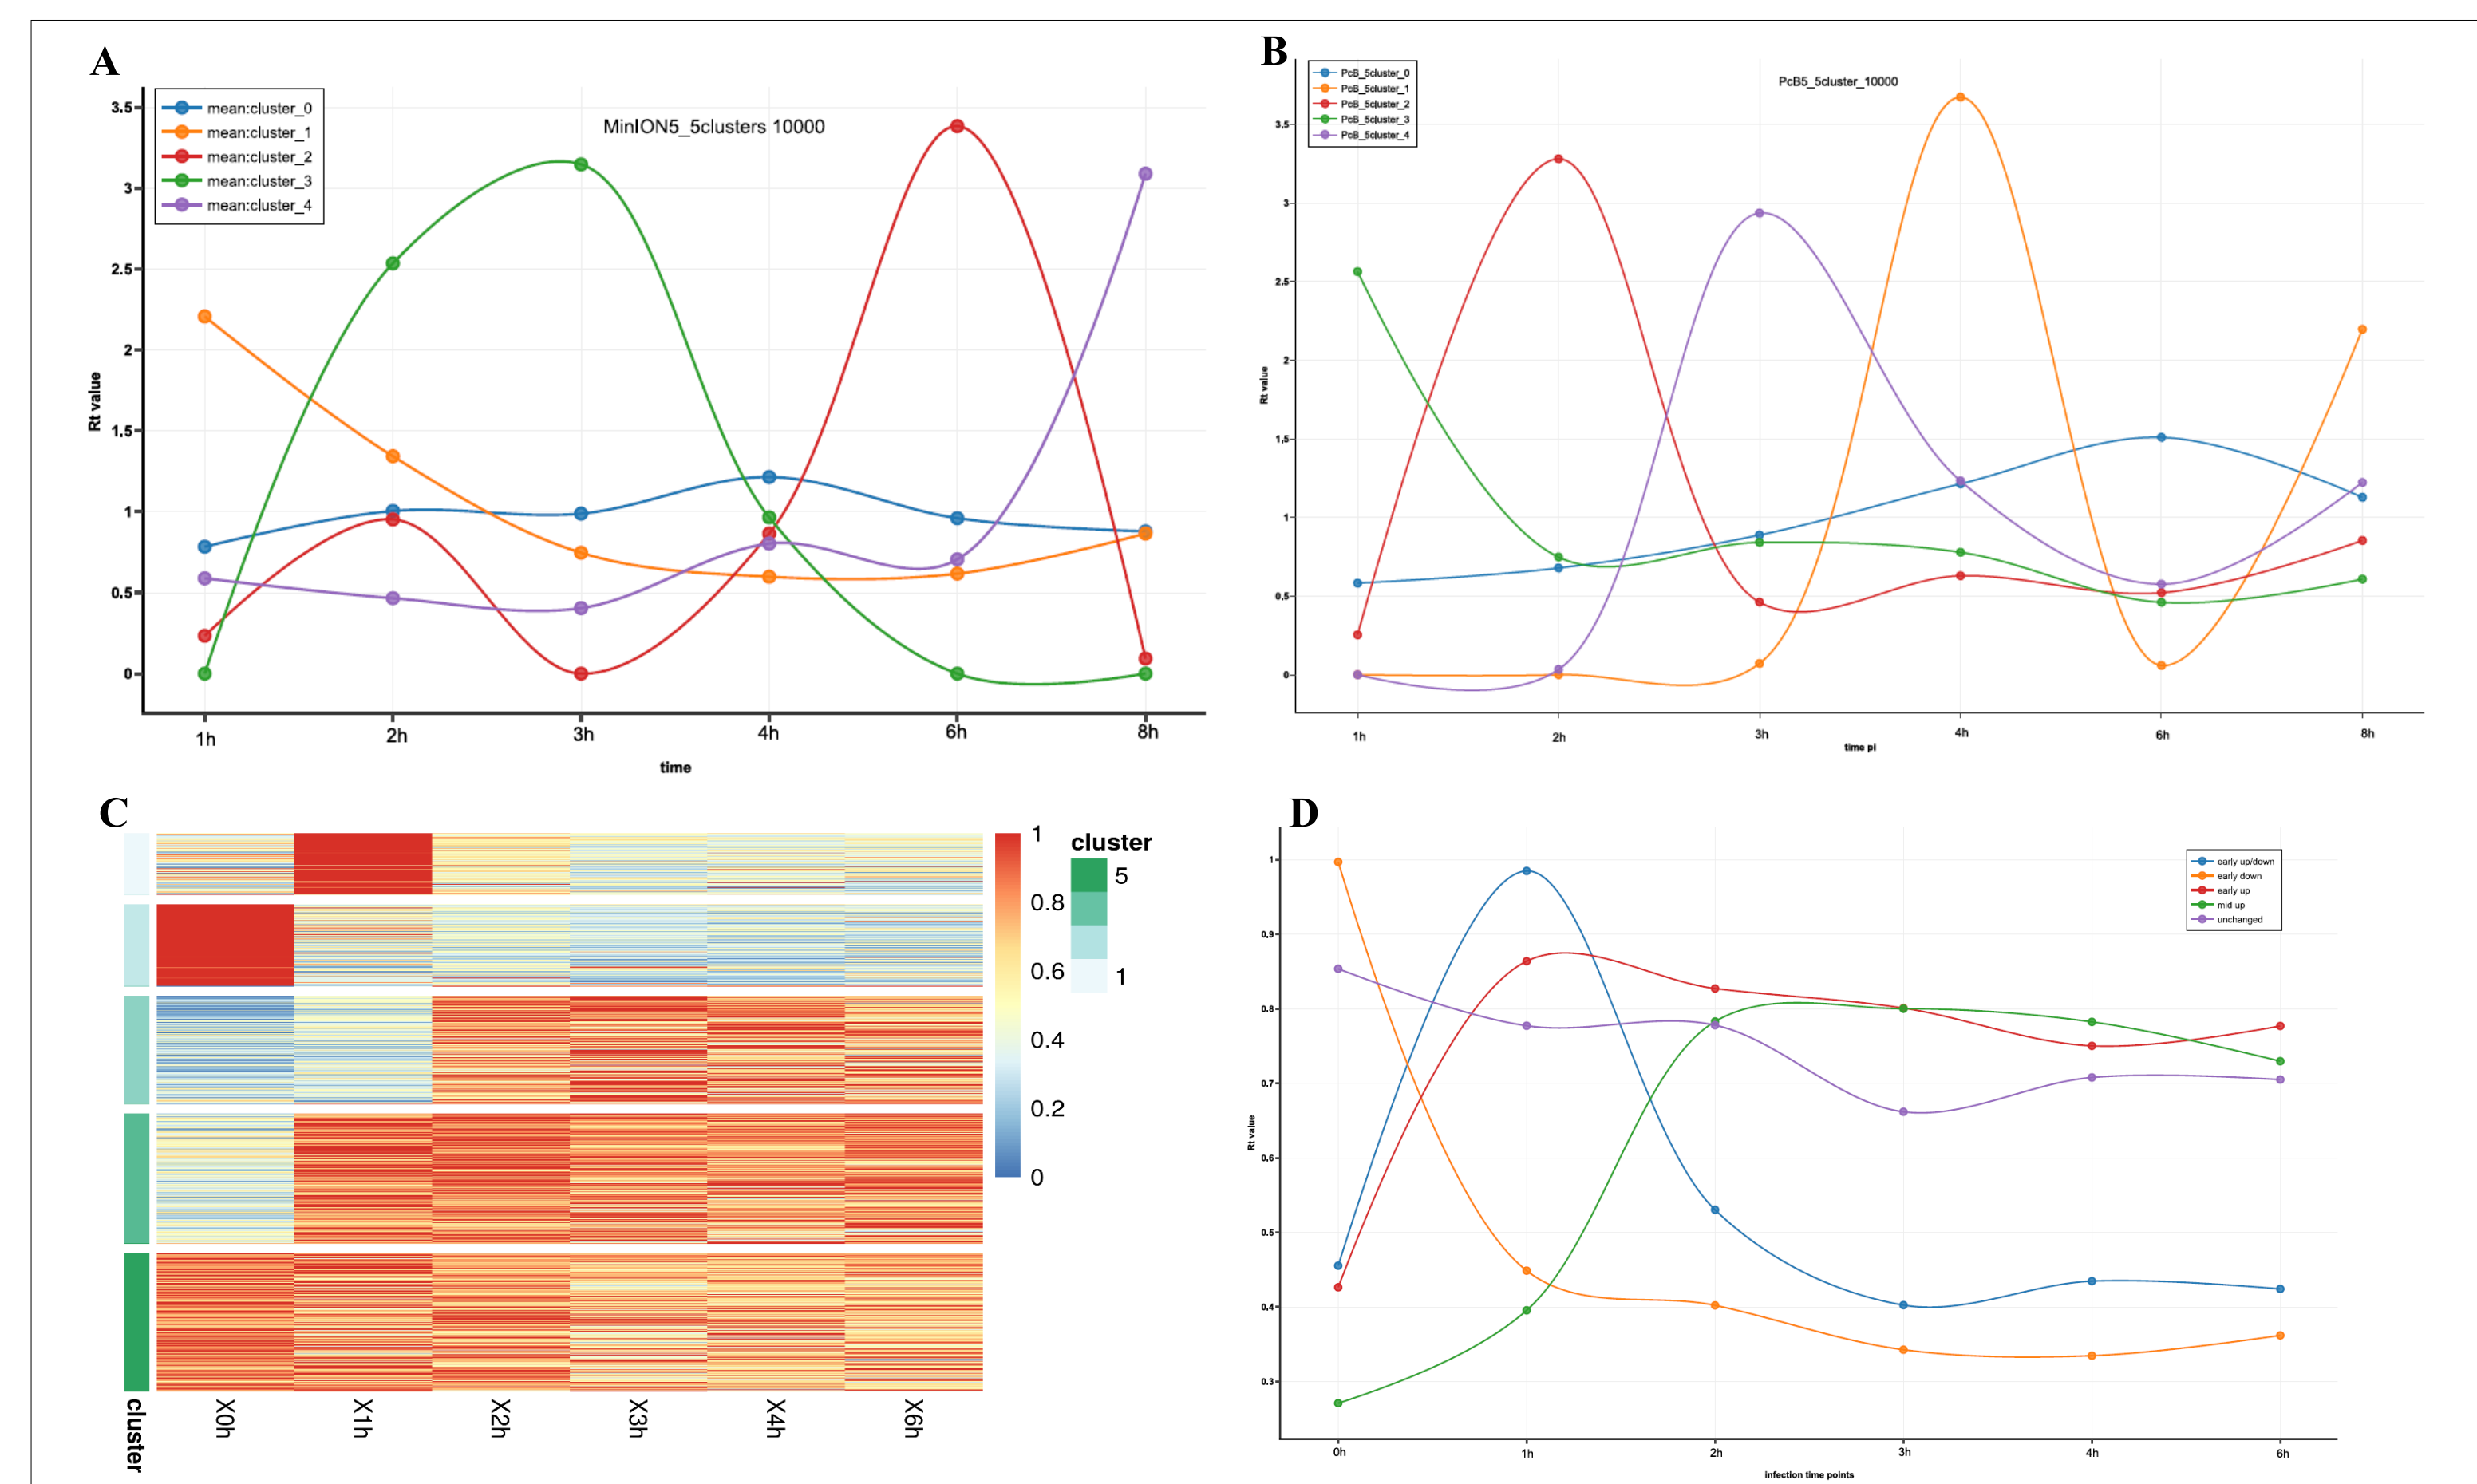 A
MinION5_5clusters 10000
mean:cluster_0
mean:cluster_1
mean:cluster_2
mean:cluster_3
mean:cluster_4
3.5
3
2.5
2
1.5
1
0.5
0
Rt value
1h 2h 3h 4h 6h 8h
time
B
PcB5_5cluster_10000
PcB_5cluster_0
PcB_5cluster_1
PcB_5cluster_2
PcB_5cluster_3
PcB_5cluster_4
3.5
3
2.5
2
1.5
1
0.5
0
Rt value
1h 2h 3h 4h 6h 8h
time pi
C
1
0.8
0.6
0.4
0.2
0
cluster
5
1
cluster
X0h X1h X2h X3h X4h X6h
D
early up/down
early down
early up
mid up
unchanged
1
0.9
0.8
0.7
0.6
0.5
0.4
0.3
Rt value
0h 1h 2h 3h 4h 6h
infection time points